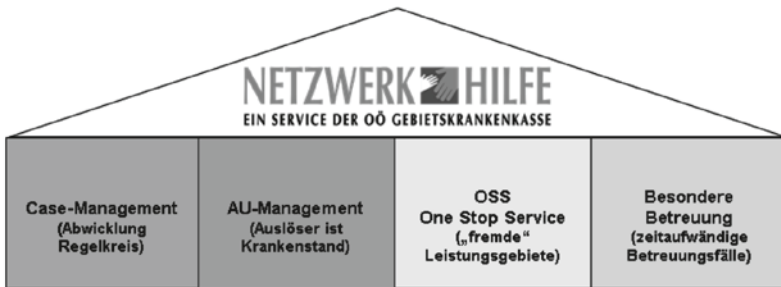 NETZWERK HILFE
EIN SERVICE DER OÖ GEBIETSKRANKENKASSE
Case-Management
(Abwicklung
Regelkreis)
AU-Management
(Auslöser ist
Krankenstand)
OSS
One Stop Service
(„fremde“
Leistungsgebiete)
Besondere
Betreuung
(zeitaufwändige
Betreuungsfälle)